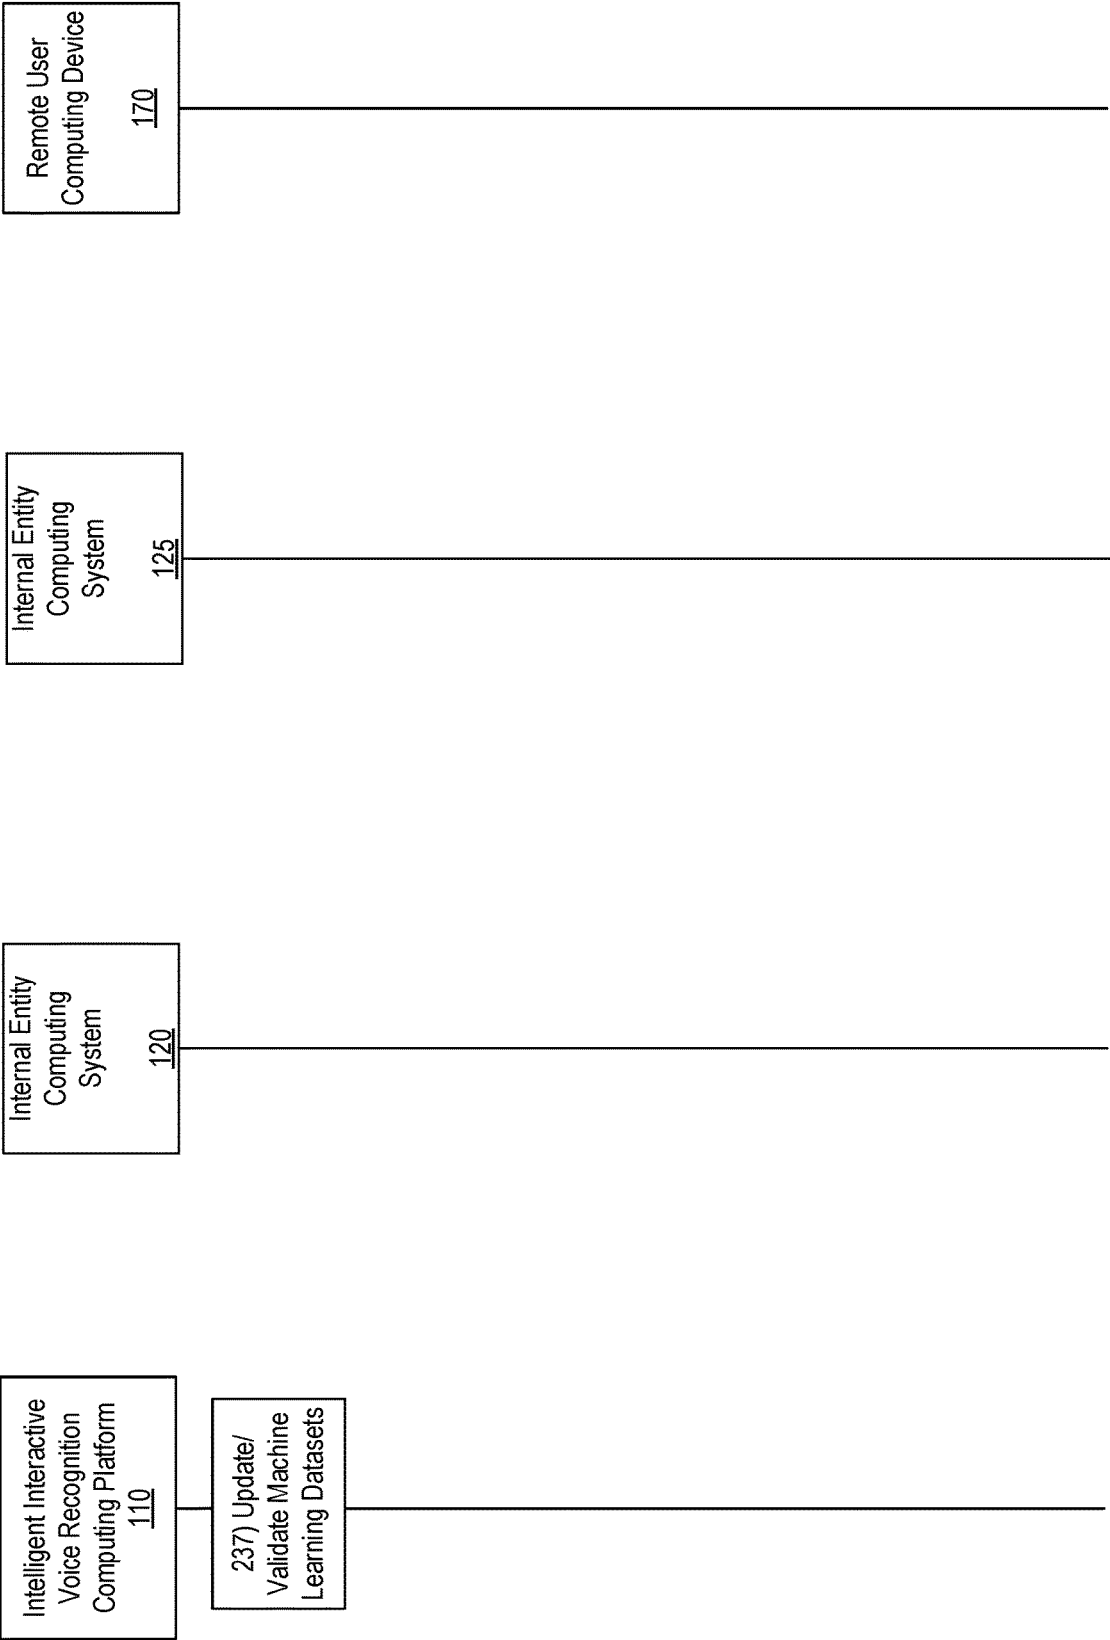 Intelligent Interactive
Voice Recognition
Computing Platform
110
Internal Entity
Computing
System
120
Internal Entity
Computing
System
125
Remote User
Computing Device
170
237) Update/
Validate Machine
Learning Datasets